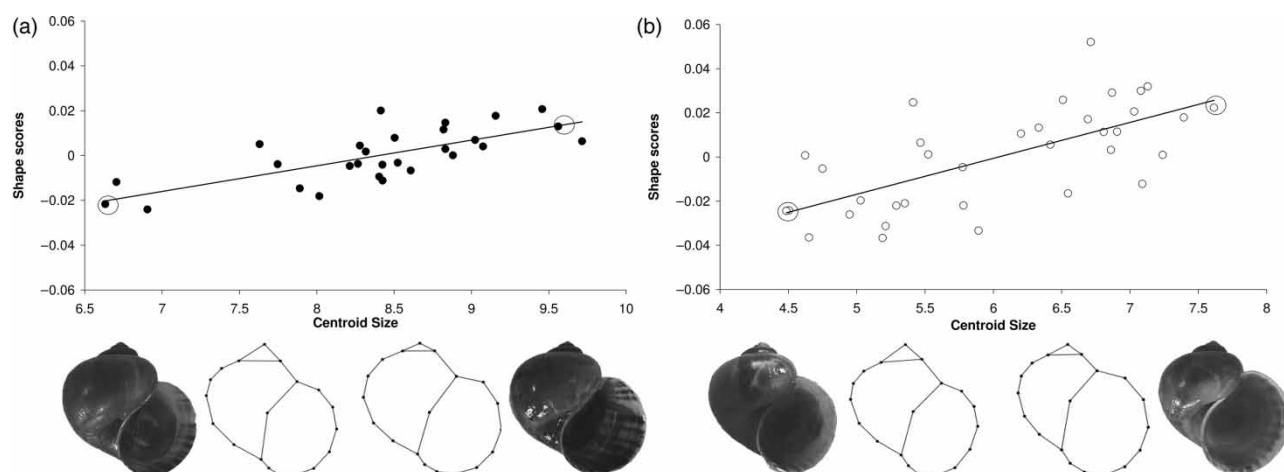 (a)
0.06
0.04
0.02
0
–0.02
–0.04
–0.06
Shape scores
6.5 7 7.5 8 8.5 9 9.5 10
Centroid Size
(b)
0.06
0.04
0.02
0
–0.02
–0.04
–0.06
Shape scores
4 4.5 5 5.5 6 6.5 7 7.5 8
Centroid Size